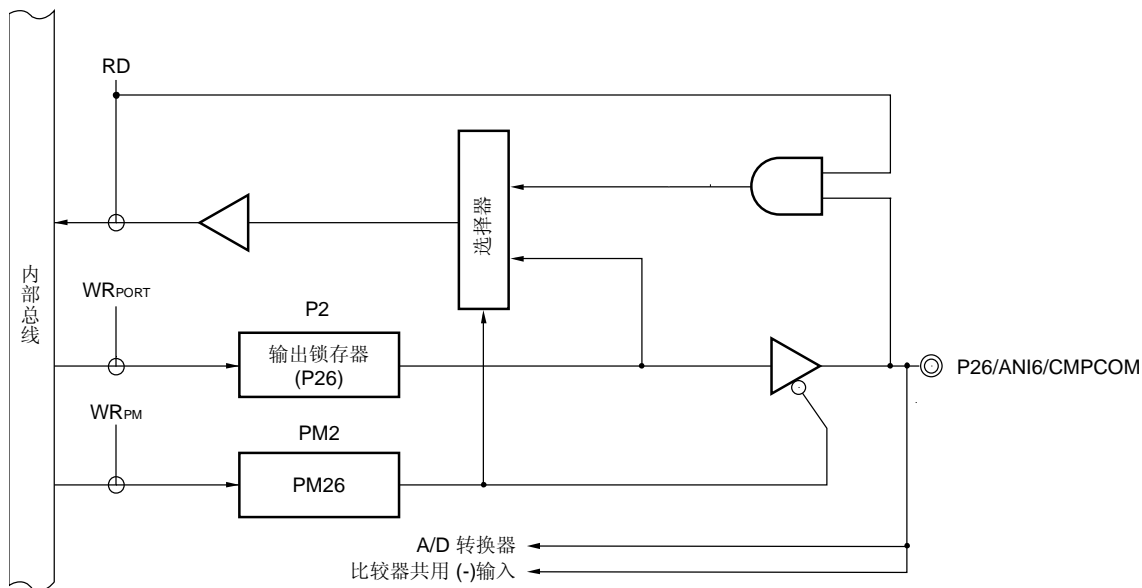 RD
选择器
内部总线
WRPORT
P2
输出锁存器
(P26)
P26/ANI6/CMPCOM
WRPM
PM2
PM26
A/D 转换器
比较器共用 (-)输入